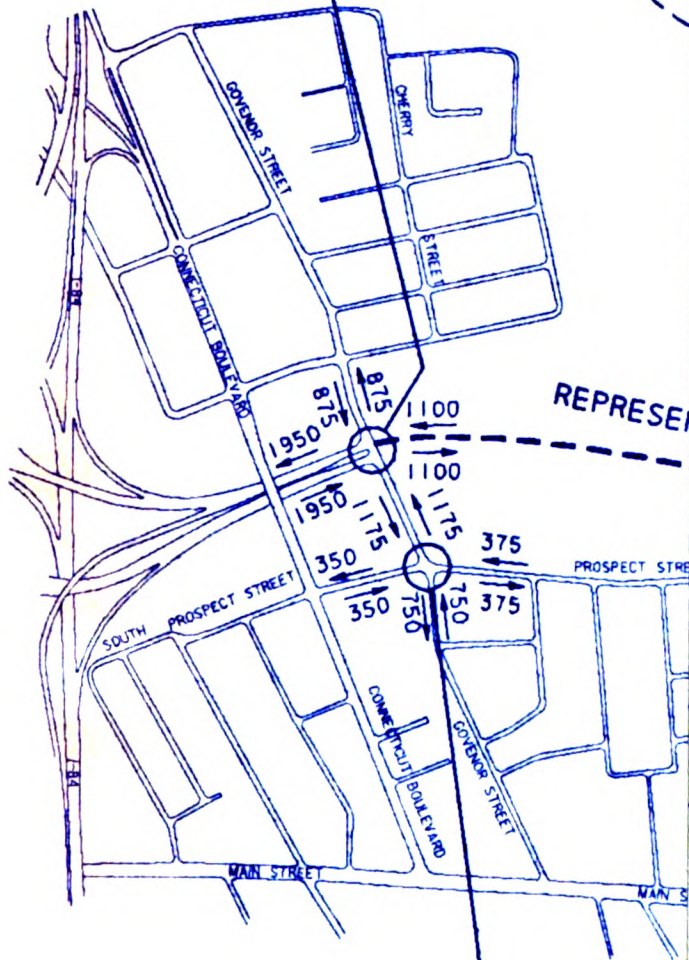 GOVENOR STREET
CHERRY
STREET
I-84
CONNECTICUT BOULEVARD
875
875
1100
1950
REPRESE
1100
1950
1175
1175
350
375
PROSPECT STRE
SOUTH PROSPECT STREET
350
750
750
375
CONNECTICUT BOULEVARD
GOVENOR STREET
I-84
MAIN STREET
MAIN S